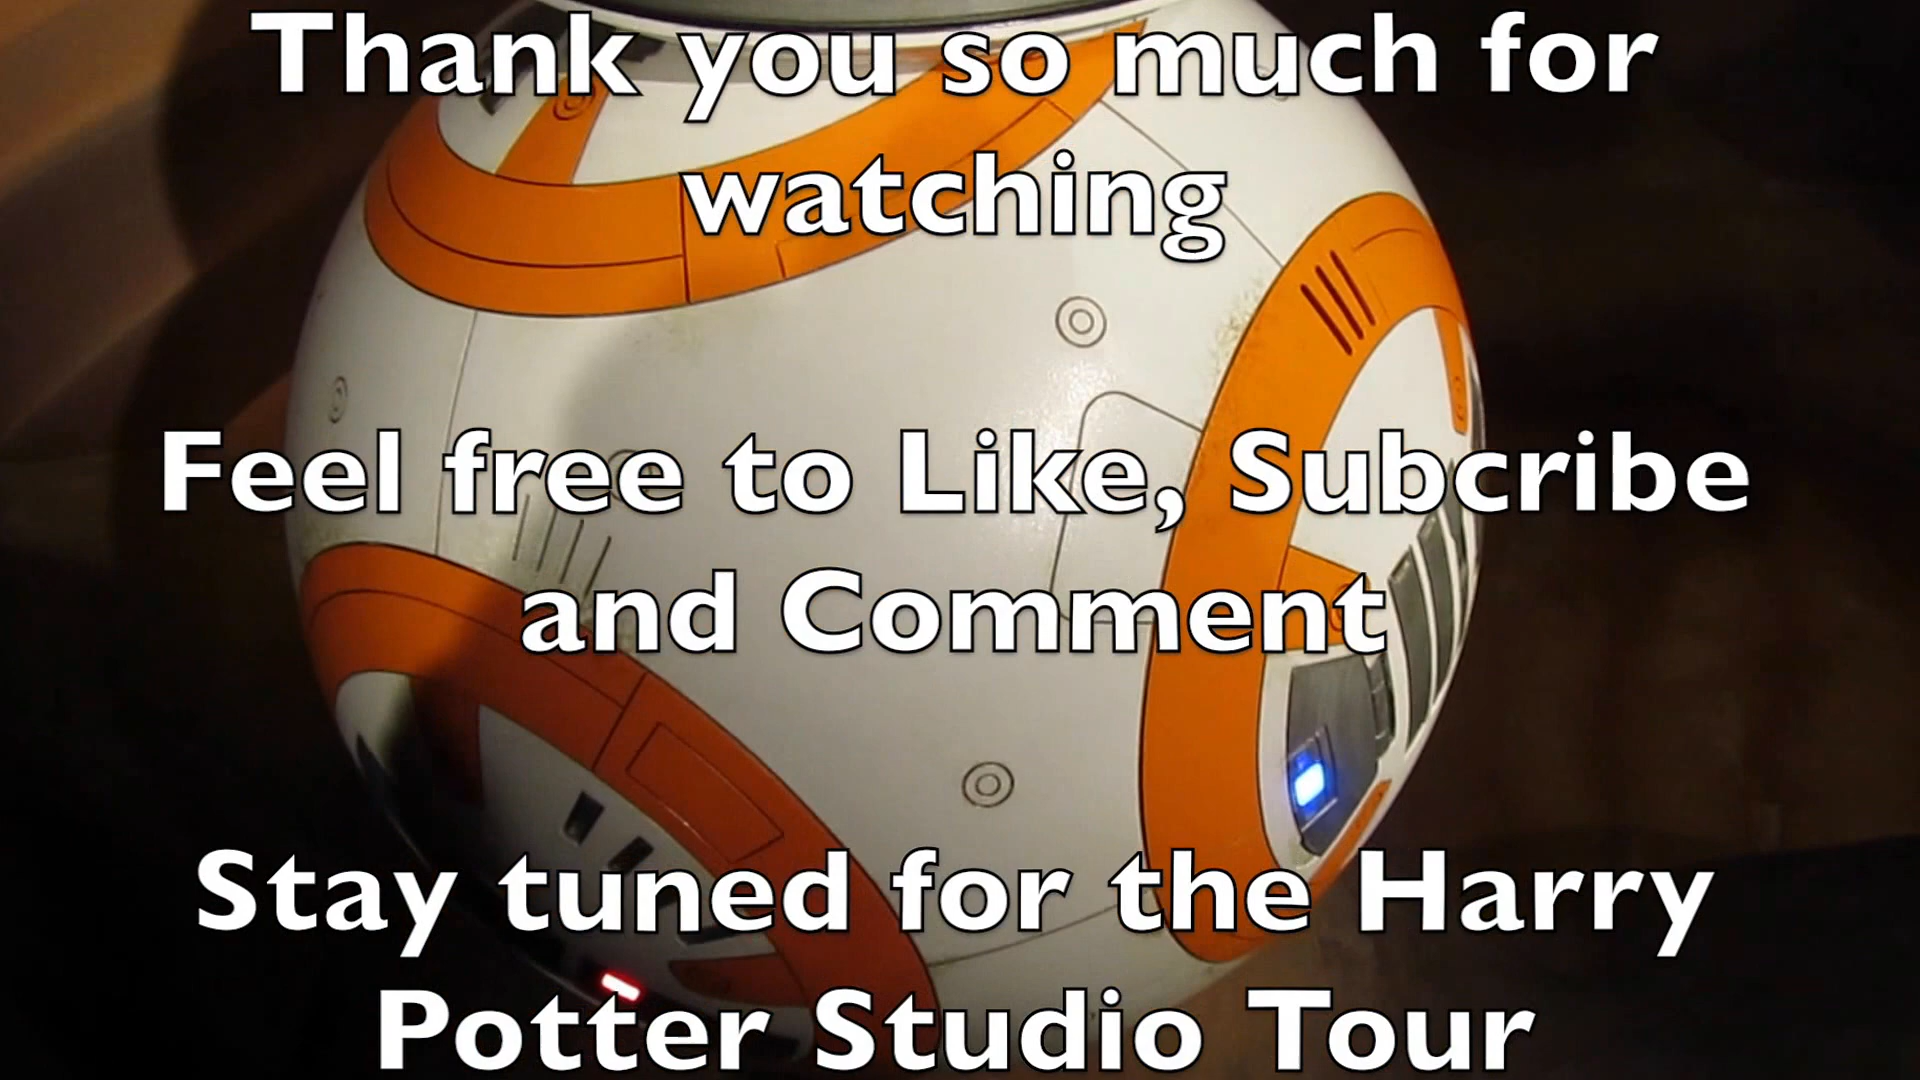 Thank you so much for
watching
Feel free to Like, Subcribe
and Comment
Stay tuned for the Harry
Potter Studio Tour